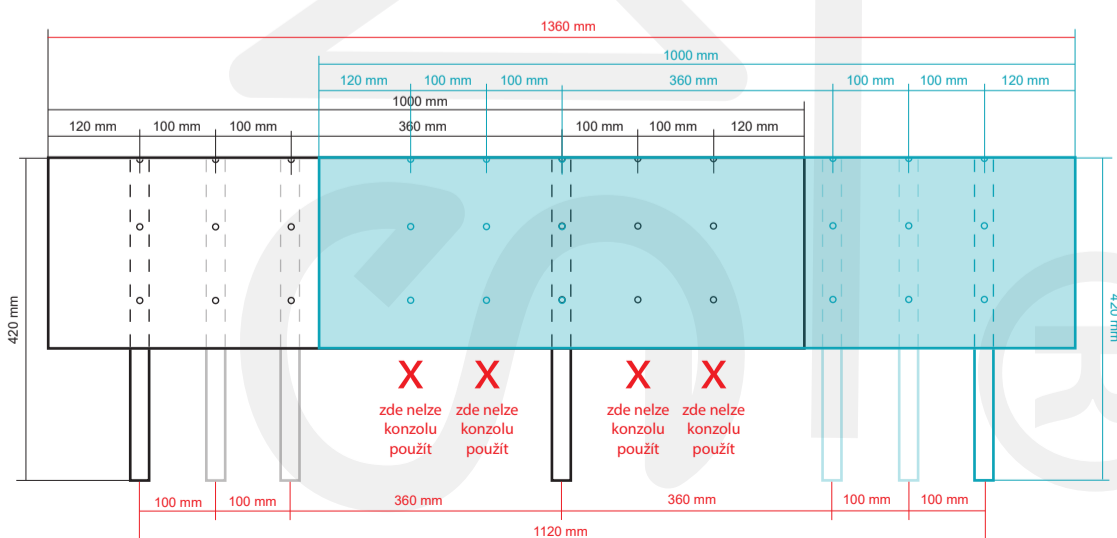 1360 mm
1000 mm
120 mm 100 mm 100 mm 360 mm 100 mm 100 mm 120 mm
1000 mm
120 mm 100 mm 100 mm 360 mm 100 mm 100 mm 120 mm
420 mm
420 mm
X X X X
zde nelze zde nelze zde nelze zde nelze
konzolu konzolu konzolu konzolu
použít použít použít použít
100 mm 100 mm 360 mm 360 mm 100 mm 100 mm
1120 mm